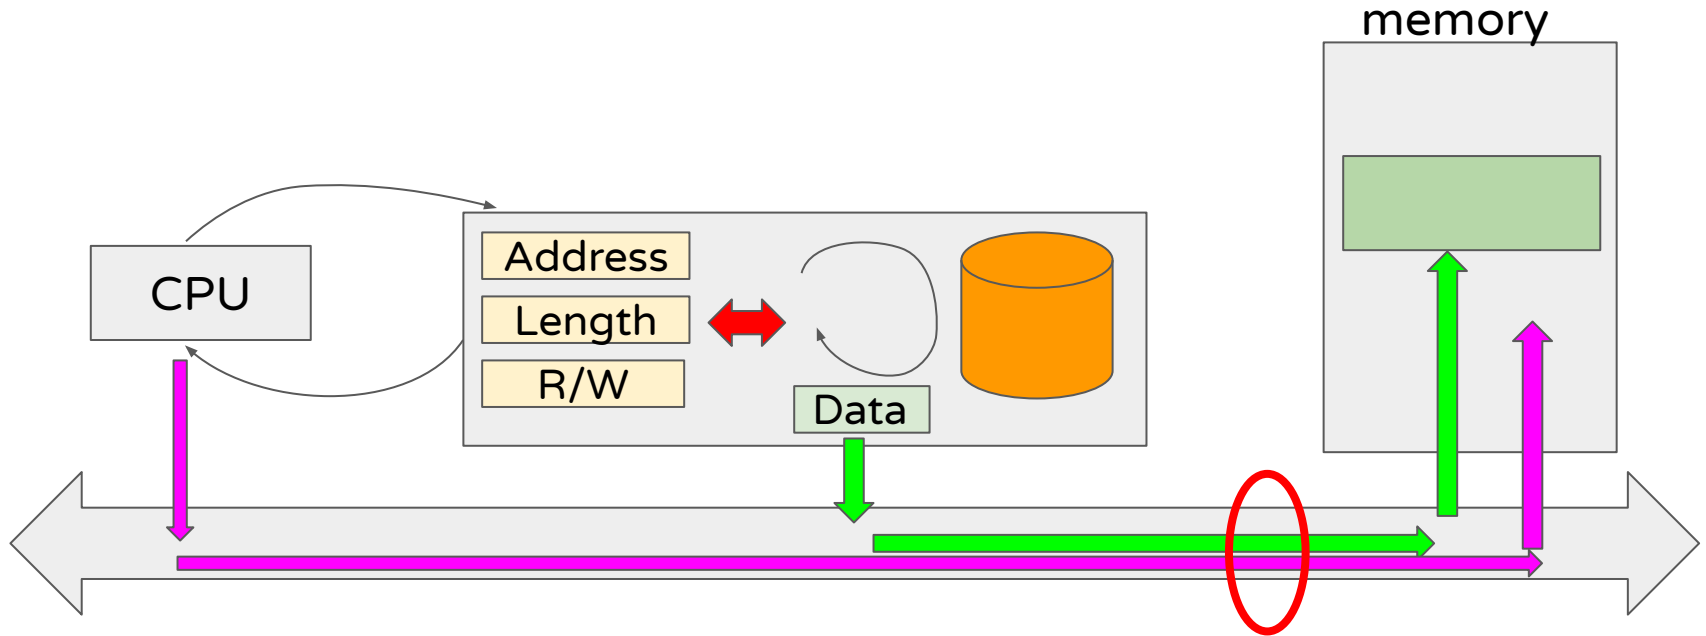 memory
CPU
Address
Length
R/W
Data